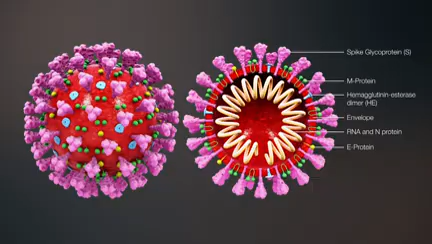 Spike Glycoprotein (S)
M-Protein
Hemagglutinin-esterase
dimer (HE)
Envelope
RNA and N protein
E-Protein